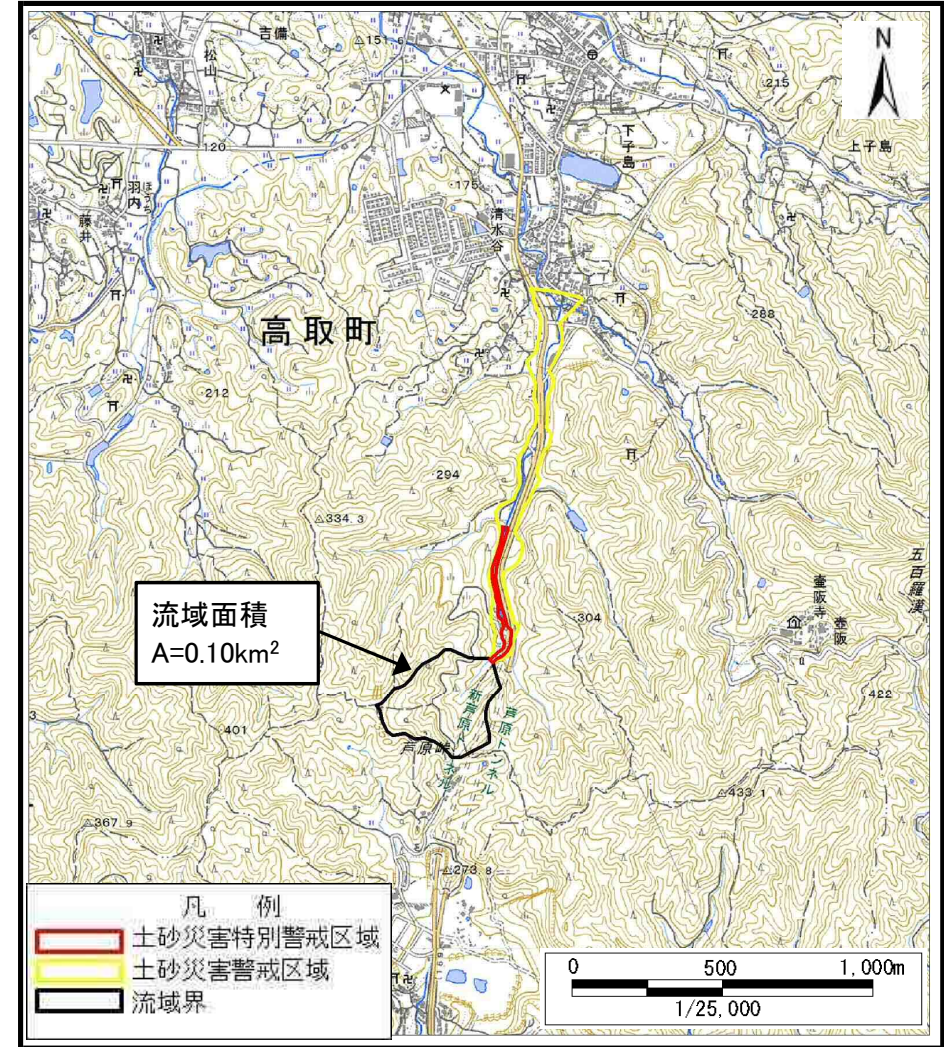 吉備
△151.6
松山
N
・215
下子島
上子島
120
・175
羽内
ほうち
藤井
清水谷
高取町
・288
・212
・294
△334.3
流域面積
A=0.10km²
・304
壷阪寺
壺阪
五百羅漢
422
401
新芦原トンネル
芦原トンネル
芦原峠
△433.1
△367.9
△273.8
凡 例
土砂災害特別警戒区域
土砂災害警戒区域
流域界
0 500 1,000m
1/25,000